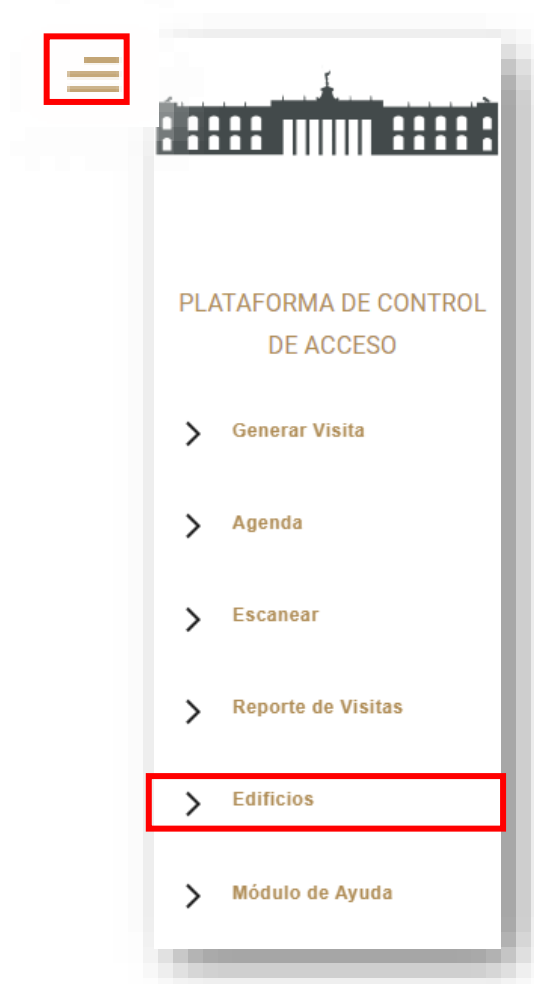 PLATAFORMA DE CONTROL
DE ACCESO
Generar Visita
Agenda
Escanear
Reporte de Visitas
Edificios
Módulo de Ayuda